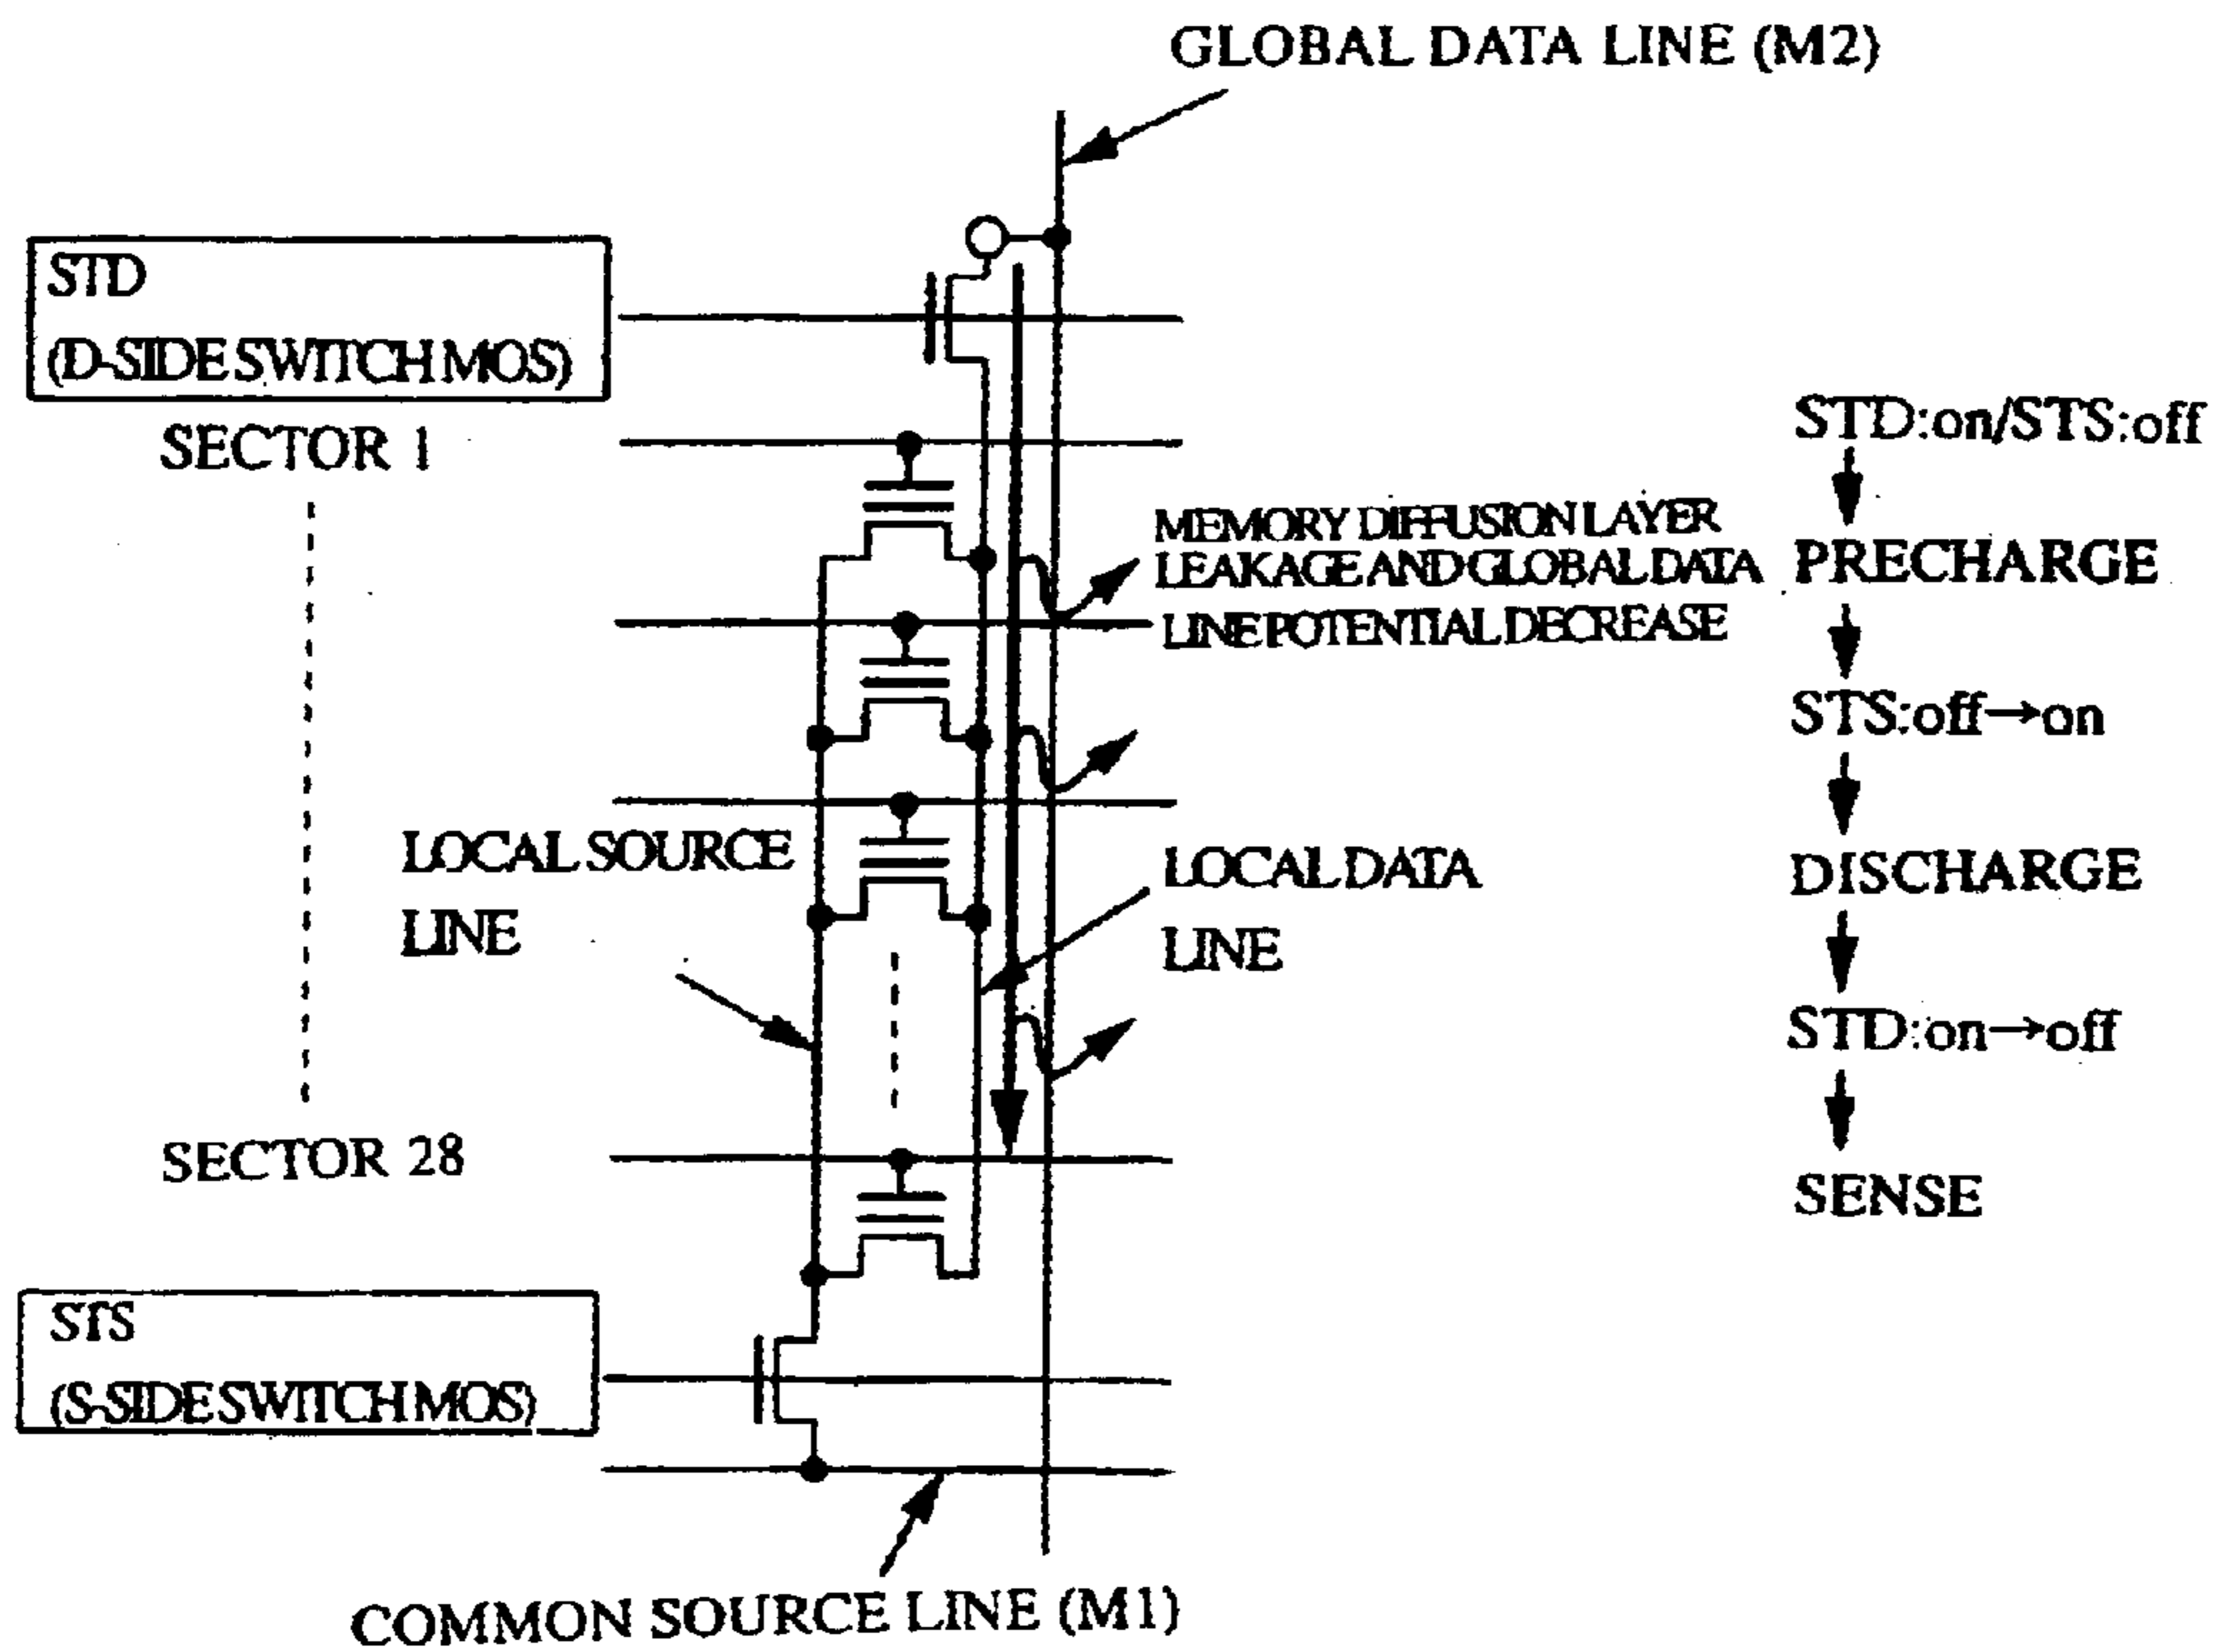 GLOBAL DATA LINE (M2)
STD
(D-SIDE SWITCH MOS)
SECTOR 1
STD:on/STS:off
MEMORY DIFFUSION LAYER
LEAKAGE AND GLOBAL DATA
LINE POTENTIAL DECREASE
PRECHARGE
STS:off→on
LOCAL SOURCE
LINE
LOCAL DATA
LINE
DISCHARGE
STD:on→off
SECTOR 28
SENSE
STS
(S-SIDE SWITCH MOS)
COMMON SOURCE LINE (M1)